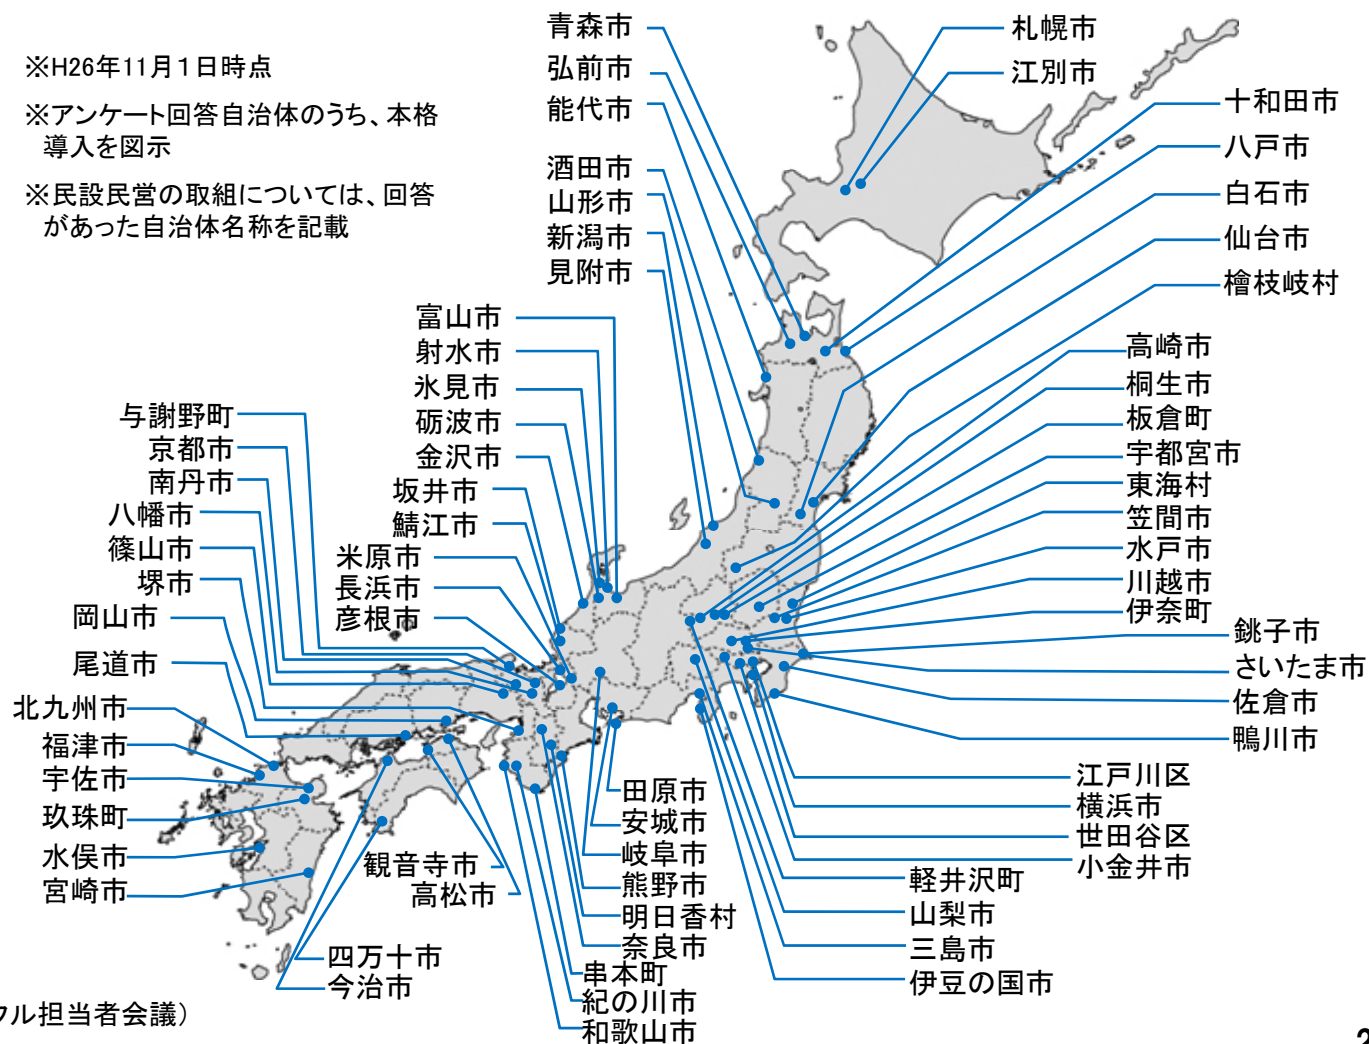 ※H26年11月１日時点
※アンケート回答自治体のうち、本格
導入を図示
※民設民営の取組については、回答
があった自治体名称を記載
青森市
弘前市
能代市
酒田市
山形市
新潟市
見附市
札幌市
江別市
十和田市
八戸市
白石市
仙台市
檜枝岐村
高崎市
桐生市
板倉町
宇都宮市
東海村
笠間市
水戸市
川越市
伊奈町
銚子市
さいたま市
佐倉市
鴨川市
富山市
射水市
氷見市
砺波市
金沢市
坂井市
鯖江市
米原市
長浜市
彦根市
与謝野町
京都市
南丹市
八幡市
篠山市
堺市
岡山市
尾道市
北九州市
福津市
宇佐市
玖珠町
水俣市
宮崎市
観音寺市
高松市
四万十市
今治市
田原市
安城市
岐阜市
熊野市
明日香村
奈良市
串本町
紀の川市
和歌山市
江戸川区
横浜市
世田谷区
小金井市
軽井沢町
山梨市
三島市
伊豆の国市
フル担当者会議）